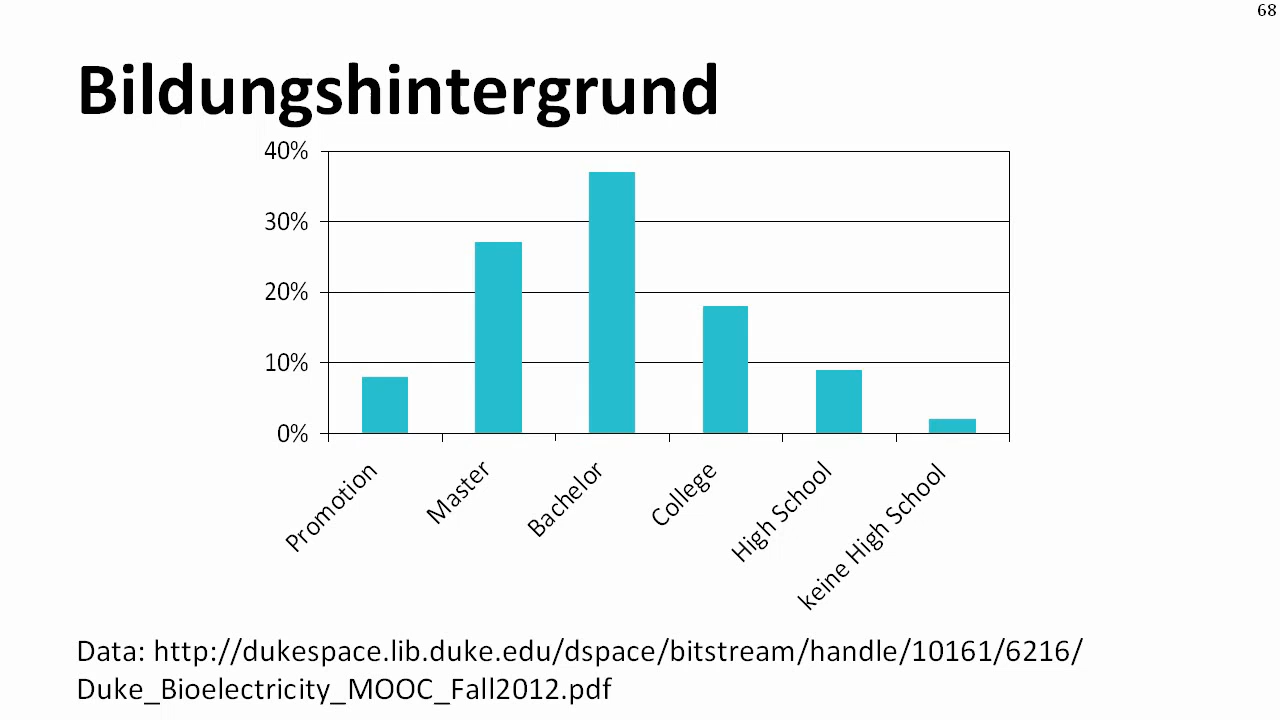 68
Bildungshintergrund
40%
30%
20%
10%
0%
Promotion
Master
Bachelor
College
High School
keine High School
Data: http://dukespace.lib.duke.edu/dspace/bitstream/handle/10161/6216/
Duke_Bioelectricity_MOOC_Fall2012.pdf